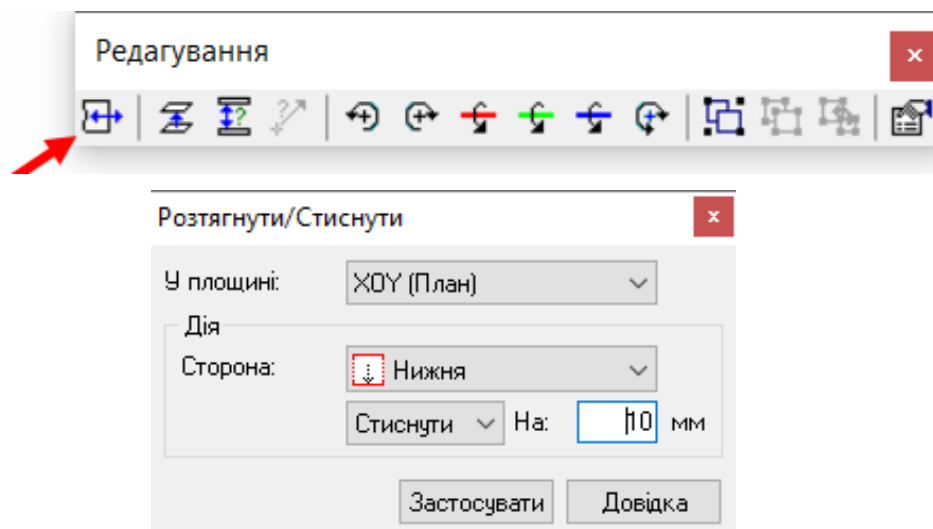 Редагування
Розтягнути/Стиснути
У площині: XOY (План)
Дія
Сторона: Нижня
Стиснути На: 10 мм
Застосувати Довідка